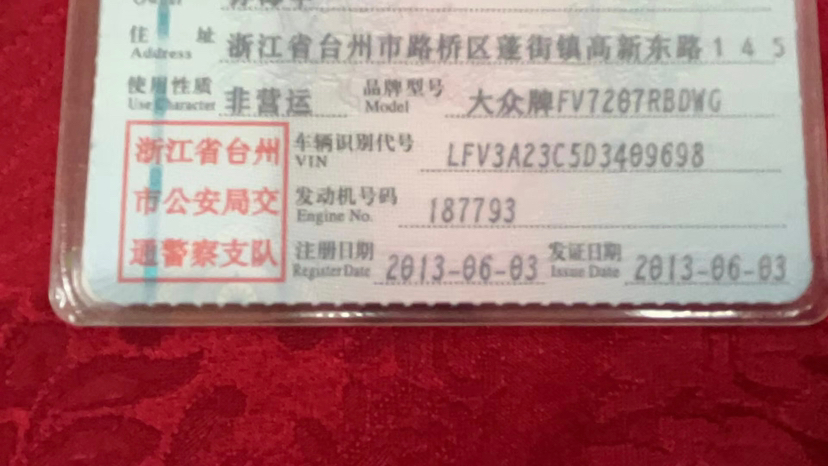 住 址 浙江省台州市路桥区蓬街镇高新东路145
Address
使用性质 非营运 品牌型号 大众牌FV7207RBDWG
Use Character Model
浙江省台州 车辆识别代号 LFV3A23C5D3409698
VIN
市公安局交 发动机号码 187793
Engine No.
通警察支队 注册日期 2013-06-03 发证日期 2013-06-03
Register Date Issue Date